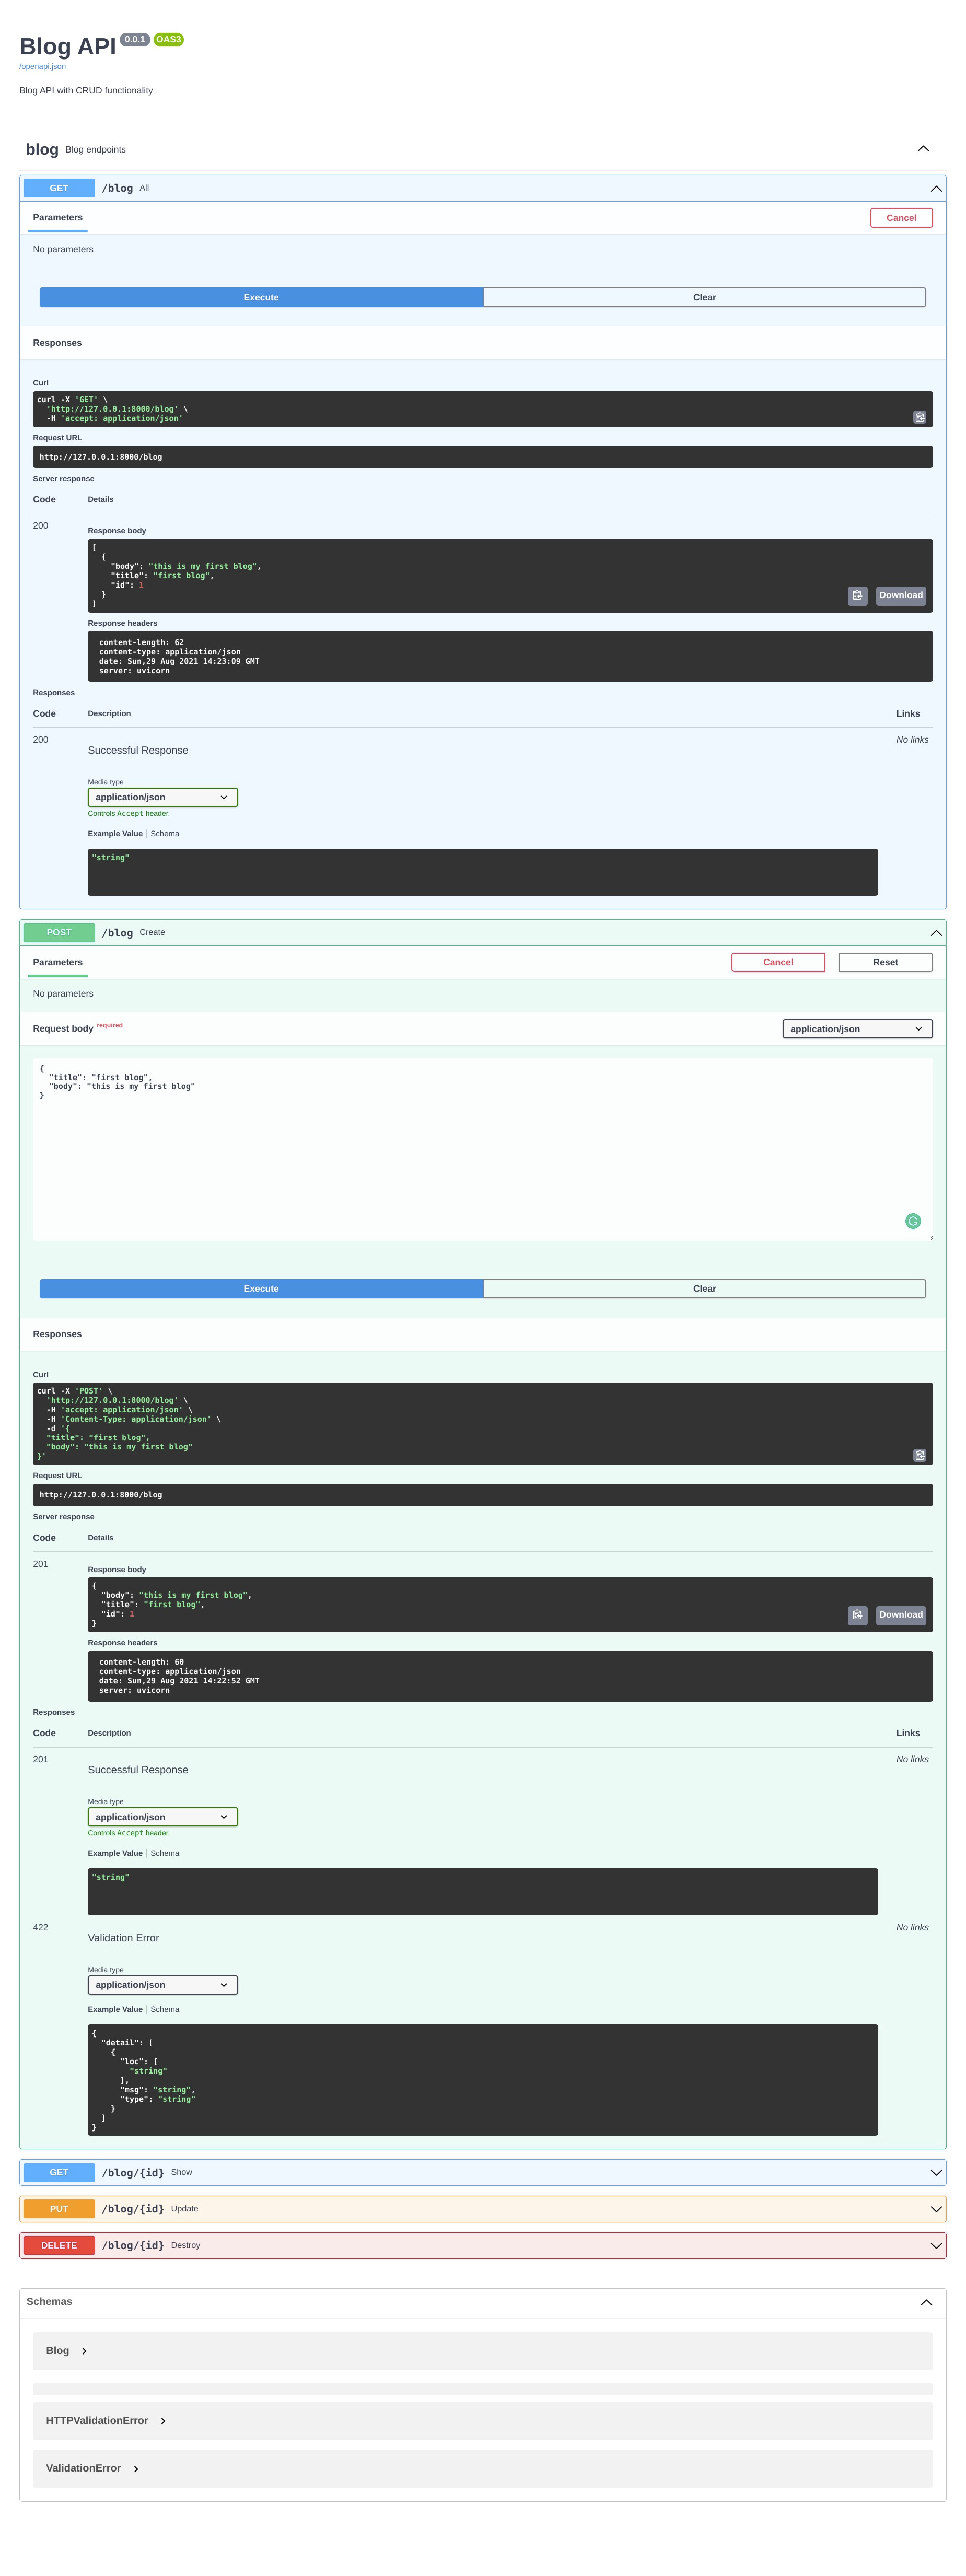 Blog API 0.0.1 OAS3
/openapi.json
Blog API with CRUD functionality
blog Blog endpoints
GET /blog All
Parameters Cancel
No parameters
Execute Clear
Responses
Curl
curl -X 'GET' \
  'http://127.0.0.1:8000/blog' \
  -H 'accept: application/json'
Request URL
http://127.0.0.1:8000/blog
Server response
Code Details
200
Response body
[
  {
    "body": "this is my first blog",
    "title": "first blog",
    "id": 1
  }
]
Download
Response headers
content-length: 62
content-type: application/json
date: Sun,29 Aug 2021 14:23:09 GMT
server: uvicorn
Responses
Code Description Links
200 No links
Successful Response
Media type
application/json
Controls Accept header.
Example Value Schema
"string"
POST /blog Create
Parameters Cancel Reset
No parameters
Request body required application/json
{
  "title": "first blog",
  "body": "this is my first blog"
}
Execute Clear
Responses
Curl
curl -X 'POST' \
  'http://127.0.0.1:8000/blog' \
  -H 'accept: application/json' \
  -H 'Content-Type: application/json' \
  -d '{
  "title": "first blog",
  "body": "this is my first blog"
}'
Request URL
http://127.0.0.1:8000/blog
Server response
Code Details
201
Response body
{
  "body": "this is my first blog",
  "title": "first blog",
  "id": 1
}
Download
Response headers
content-length: 60
content-type: application/json
date: Sun,29 Aug 2021 14:22:52 GMT
server: uvicorn
Responses
Code Description Links
201 No links
Successful Response
Media type
application/json
Controls Accept header.
Example Value Schema
"string"
422 No links
Validation Error
Media type
application/json
Example Value Schema
{
  "detail": [
    {
      "loc": [
        "string"
      ],
      "msg": "string",
      "type": "string"
    }
  ]
}
GET /blog/{id} Show
PUT /blog/{id} Update
DELETE /blog/{id} Destroy
Schemas
Blog
HTTPValidationError
ValidationError